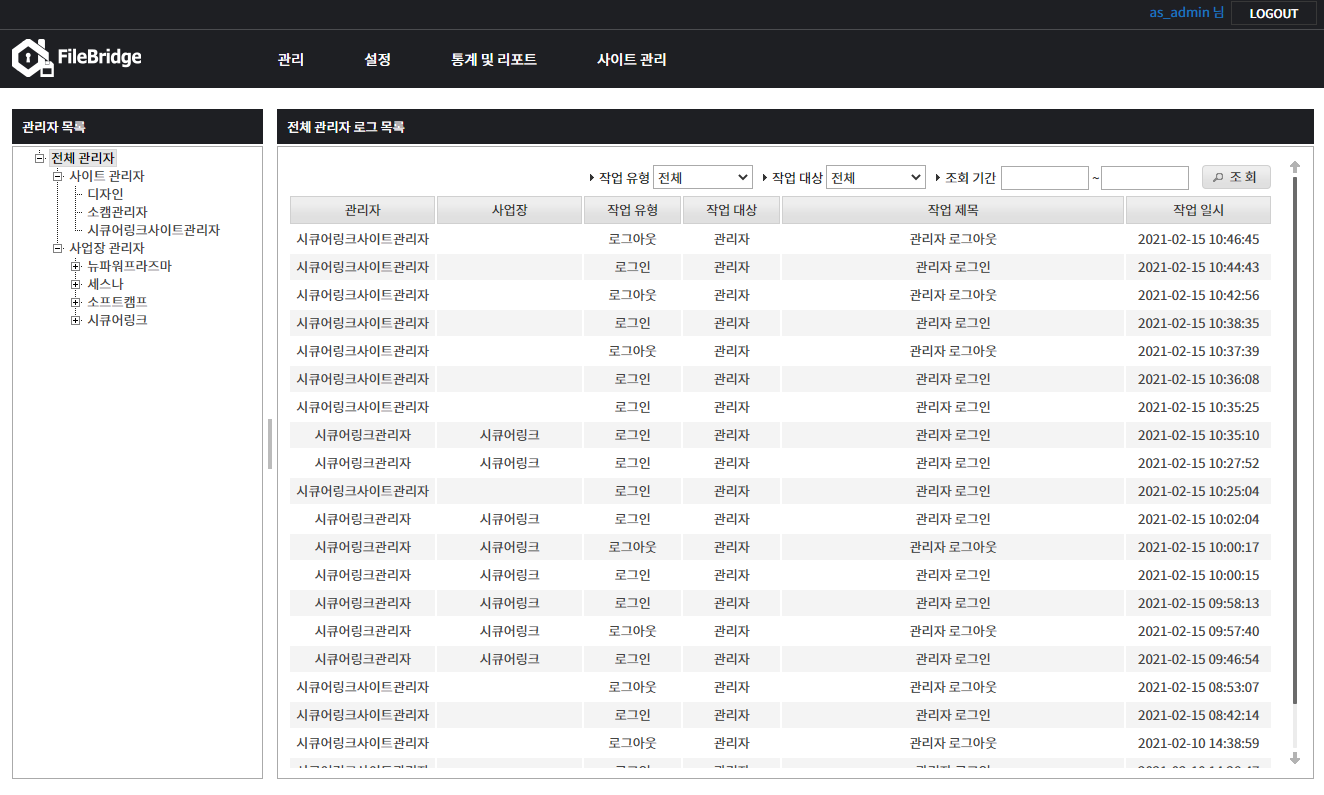 as_admin 님 LOGOUT
FileBridge 관리 설정 통계 및 리포트 사이트 관리
관리자 목록
전체 관리자
사이트 관리자
디자인
소캠관리자
시큐어링크사이트관리자
사업장 관리자
뉴파워프라즈마
세스나
소프트캠프
시큐어링크
전체 관리자 로그 목록
작업 유형 전체 작업 대상 전체 조회 기간 ~ 조 회
관리자 사업장 작업 유형 작업 대상 작업 제목 작업 일시
시큐어링크사이트관리자 로그아웃 관리자 관리자 로그아웃 2021-02-15 10:46:45
시큐어링크사이트관리자 로그인 관리자 관리자 로그인 2021-02-15 10:44:43
시큐어링크사이트관리자 로그아웃 관리자 관리자 로그아웃 2021-02-15 10:42:56
시큐어링크사이트관리자 로그인 관리자 관리자 로그인 2021-02-15 10:38:35
시큐어링크사이트관리자 로그아웃 관리자 관리자 로그아웃 2021-02-15 10:37:39
시큐어링크사이트관리자 로그인 관리자 관리자 로그인 2021-02-15 10:36:08
시큐어링크사이트관리자 로그인 관리자 관리자 로그인 2021-02-15 10:35:25
시큐어링크관리자 시큐어링크 로그인 관리자 관리자 로그인 2021-02-15 10:35:10
시큐어링크관리자 시큐어링크 로그인 관리자 관리자 로그인 2021-02-15 10:27:52
시큐어링크사이트관리자 로그인 관리자 관리자 로그인 2021-02-15 10:25:04
시큐어링크관리자 시큐어링크 로그인 관리자 관리자 로그인 2021-02-15 10:02:04
시큐어링크관리자 시큐어링크 로그아웃 관리자 관리자 로그아웃 2021-02-15 10:00:17
시큐어링크관리자 시큐어링크 로그인 관리자 관리자 로그인 2021-02-15 10:00:15
시큐어링크관리자 시큐어링크 로그인 관리자 관리자 로그인 2021-02-15 09:58:13
시큐어링크관리자 시큐어링크 로그아웃 관리자 관리자 로그아웃 2021-02-15 09:57:40
시큐어링크관리자 시큐어링크 로그인 관리자 관리자 로그인 2021-02-15 09:46:54
시큐어링크사이트관리자 로그아웃 관리자 관리자 로그아웃 2021-02-15 08:53:07
시큐어링크사이트관리자 로그인 관리자 관리자 로그인 2021-02-15 08:42:14
시큐어링크사이트관리자 로그아웃 관리자 관리자 로그아웃 2021-02-10 14:38:59